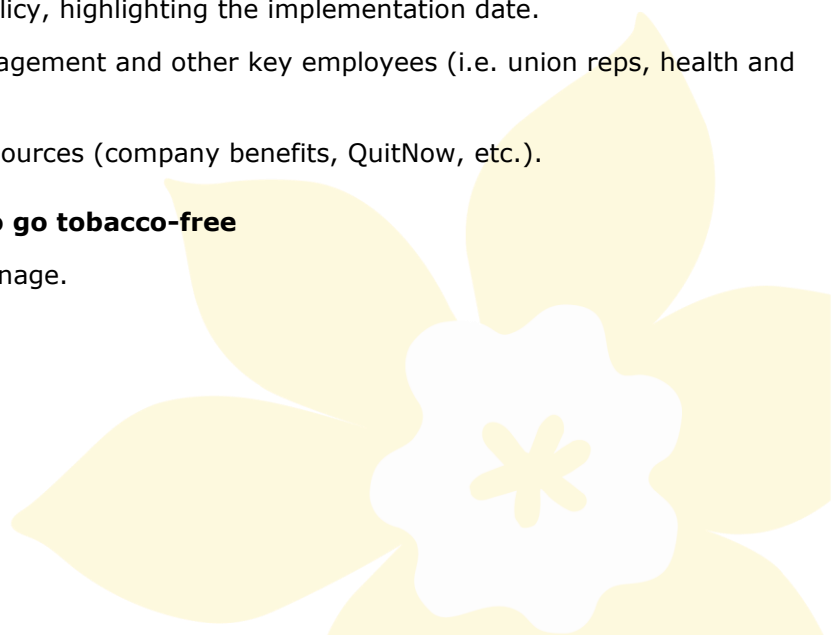 licy, highlighting the implementation date.
agement and other key employees (i.e. union reps, health and
ources (company benefits, QuitNow, etc.).
o go tobacco-free
nage.